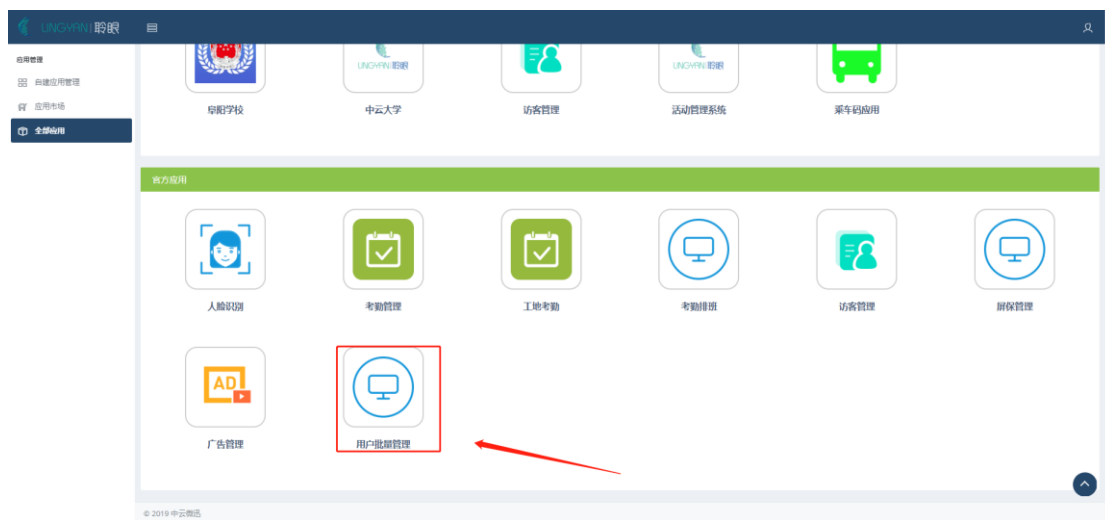 UNGYAN 聆眼
应用管理
自建应用管理
应用市场
全部应用
UNGYAN 聆眼
UNGYAN 聆眼
阜阳学校
中云大学
访客管理
活动管理系统
乘车码应用
官方应用
人脸识别
考勤管理
工地考勤
考勤排班
访客管理
屏保管理
AD
广告管理
用户批量管理
© 2019 中云微迅